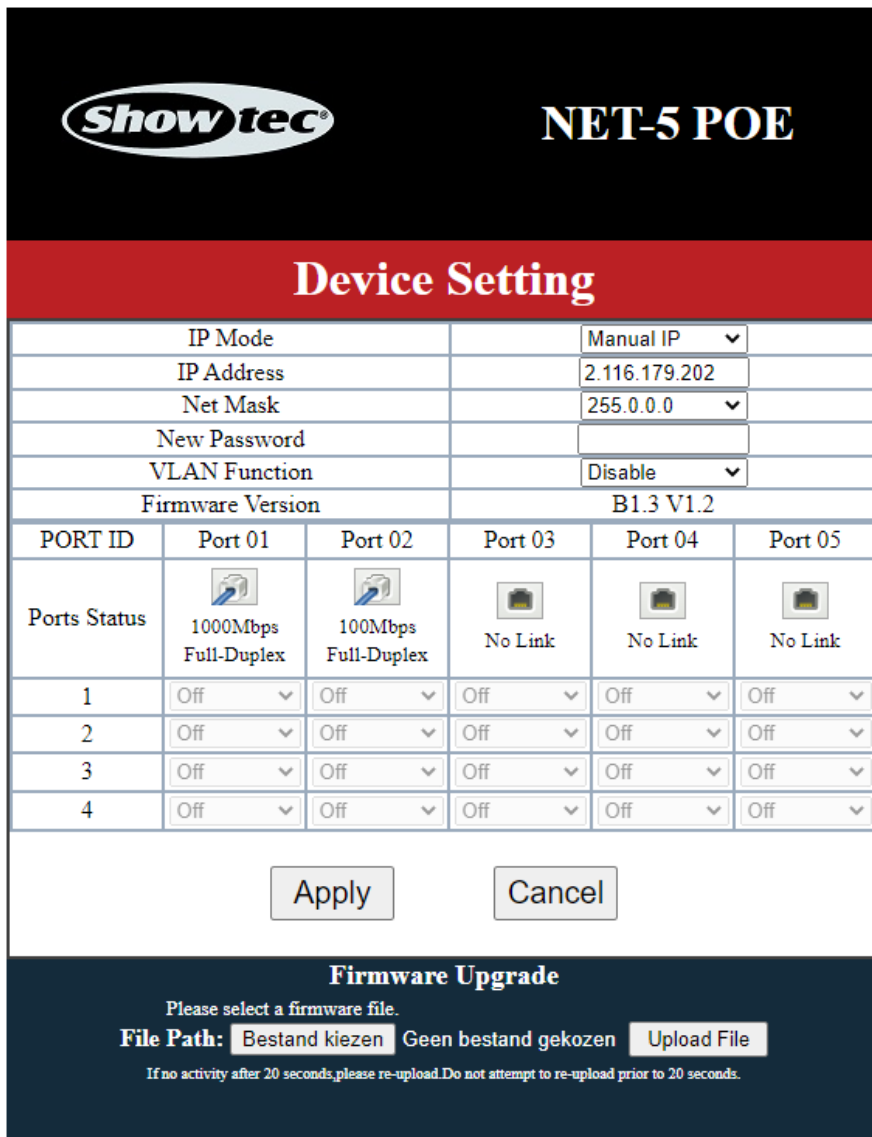 Showtec®
NET-5 POE
Device Setting
IP Mode Manual IP
IP Address 2.116.179.202
Net Mask 255.0.0.0
New Password
VLAN Function Disable
Firmware Version B1.3 V1.2
PORT ID Port 01 Port 02 Port 03 Port 04 Port 05
Ports Status 1000Mbps Full-Duplex 100Mbps Full-Duplex No Link No Link No Link
1 Off Off Off Off Off
2 Off Off Off Off Off
3 Off Off Off Off Off
4 Off Off Off Off Off
Apply Cancel
Firmware Upgrade
Please select a firmware file.
File Path: Bestand kiezen Geen bestand gekozen Upload File
If no activity after 20 seconds,please re-upload.Do not attempt to re-upload prior to 20 seconds.